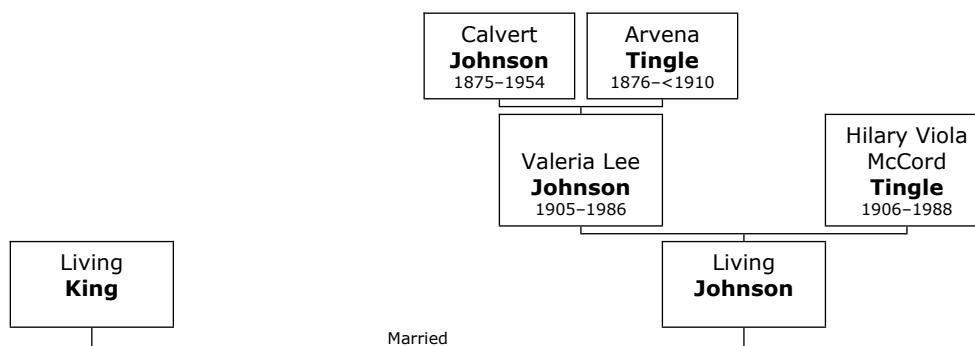 Calvert
Johnson
1875–1954
Arvena
Tingle
1876–<1910
Valeria Lee
Johnson
1905–1986
Hilary Viola
McCord
Tingle
1906–1988
Living
King
Living
Johnson
Married